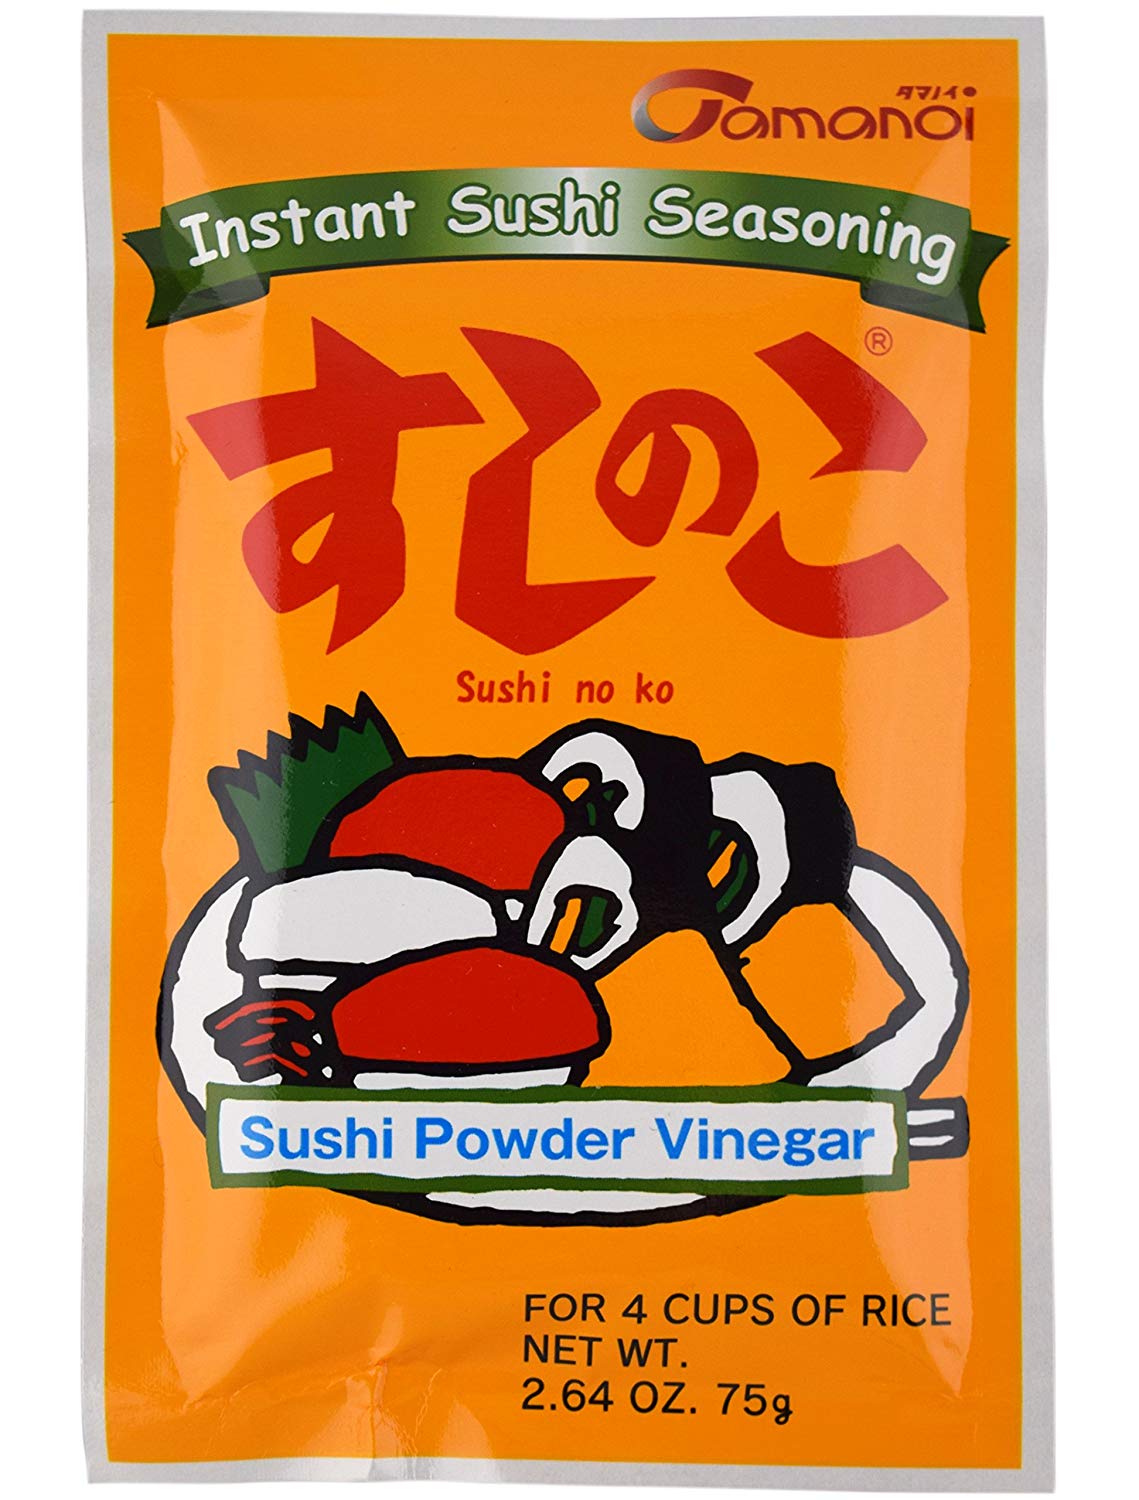 タマノイ
Tamanoi
Instant Sushi Seasoning
すしのこ®
Sushi no ko
Sushi Powder Vinegar
FOR 4 CUPS OF RICE
NET WT.
2.64 OZ. 75g